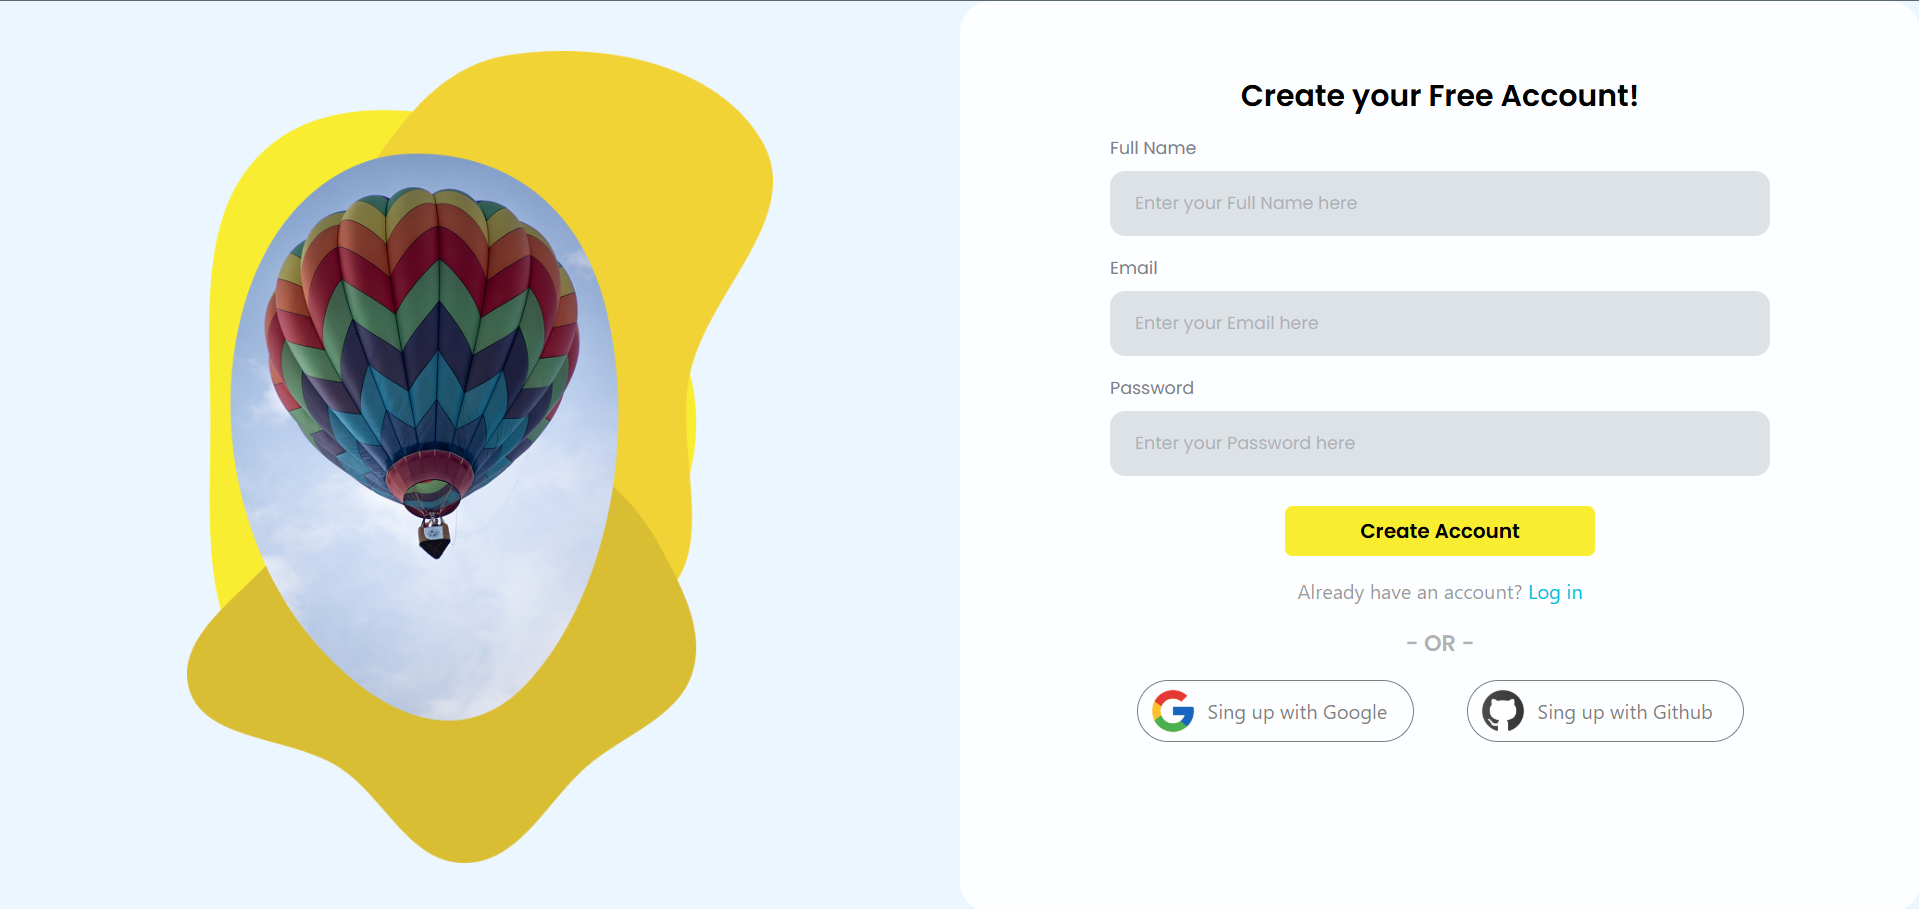 Create your Free Account!
Full Name
Enter your Full Name here
Email
Enter your Email here
Password
Enter your Password here
Create Account
Already have an account? Log in
- OR -
Sing up with Google
Sing up with Github